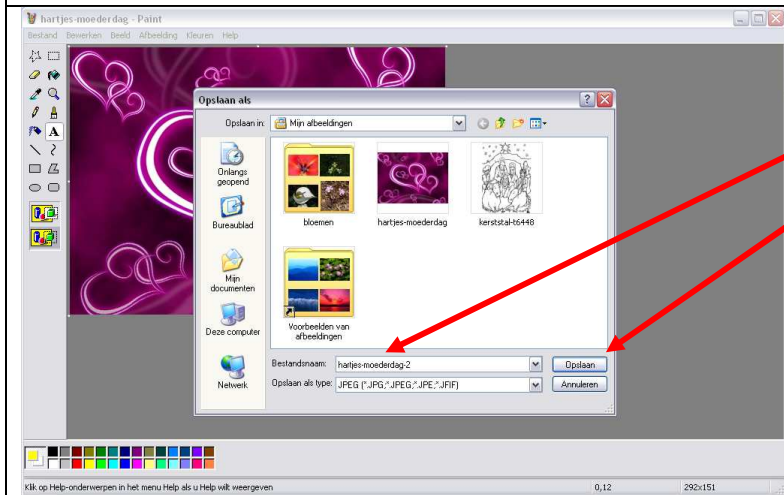 hartjes-moederdag - Paint
Bestand Bewerken Beeld Afbeelding Kleuren Help
Opslaan als
Opslaan in: Mijn afbeeldingen
Onlangs geopend
Bureaublad
Mijn documenten
Deze computer
Netwerk
bloemen hartjes-moederdag kerststal-t6448
Voorbeelden van afbeeldingen
Bestandsnaam: hartjes-moederdag-2 Opslaan
Opslaan als type: JPEG (*.JPG;*.JPEG;*.JPE;*.JFIF) Annuleren
Klik op Help-onderwerpen in het menu Help als u Help wilt weergeven 0,12 292x151